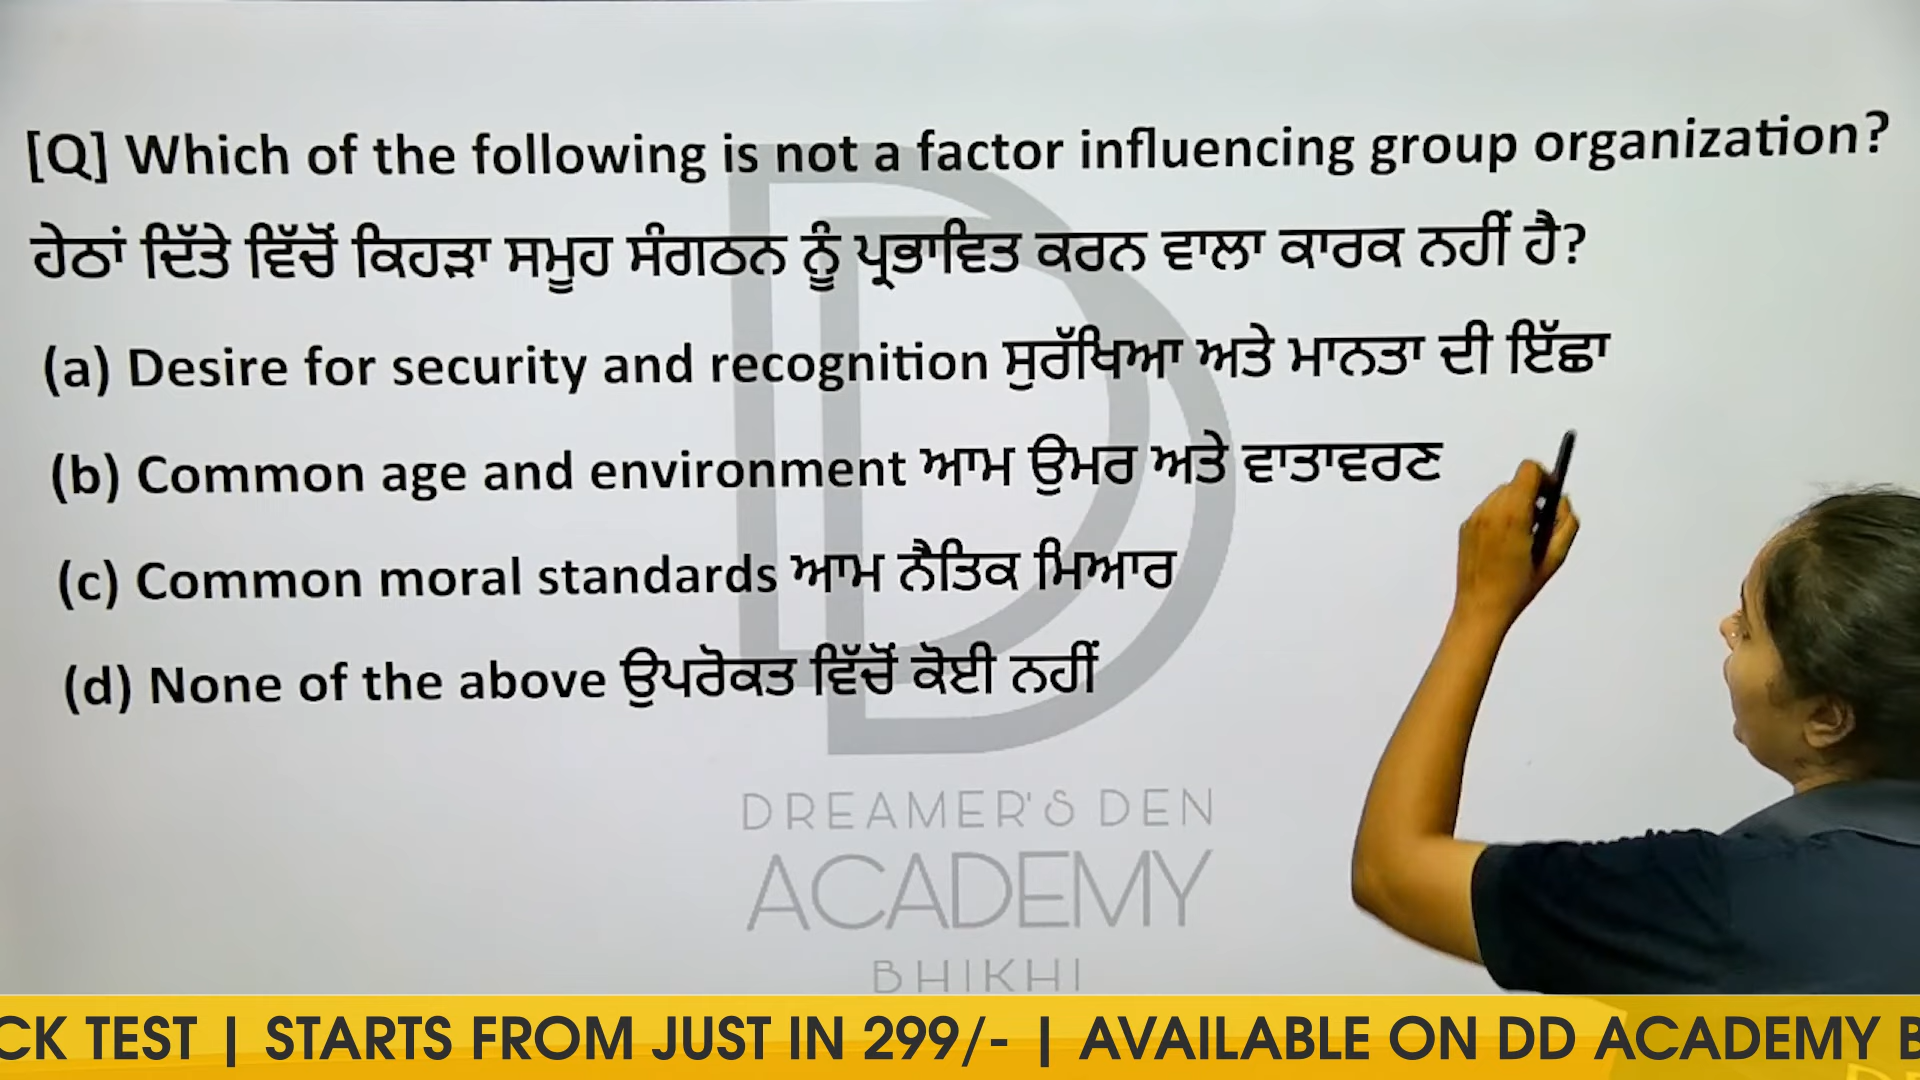 [Q] Which of the following is not a factor influencing group organization?
ਹੇਠਾਂ ਦਿੱਤੇ ਵਿੱਚੋਂ ਕਿਹੜਾ ਸਮੂਹ ਸੰਗਠਨ ਨੂੰ ਪ੍ਰਭਾਵਿਤ ਕਰਨ ਵਾਲਾ ਕਾਰਕ ਨਹੀਂ ਹੈ?
(a) Desire for security and recognition ਸੁਰੱਖਿਆ ਅਤੇ ਮਾਨਤਾ ਦੀ ਇੱਛਾ
(b) Common age and environment ਆਮ ਉਮਰ ਅਤੇ ਵਾਤਾਵਰਣ
(c) Common moral standards ਆਮ ਨੈਤਿਕ ਮਿਆਰ
(d) None of the above ਉਪਰੋਕਤ ਵਿੱਚੋਂ ਕੋਈ ਨਹੀਂ
DREAMER'S DEN
ACADEMY
BHIKHI
CK TEST | STARTS FROM JUST IN 299/- | AVAILABLE ON DD ACADEMY B